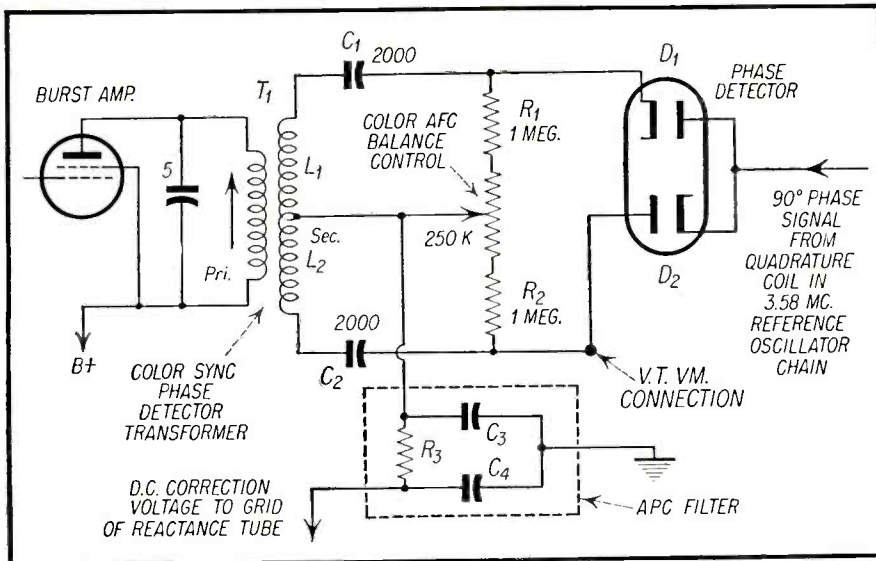 C1
2000
D1
BURST AMP.
T1
PHASE
DETECTOR
R1
1 MEG.
COLOR AFC
BALANCE
CONTROL
5
L1
Sec.
250 K
Pri.
L2
90° PHASE
SIGNAL
FROM
QUADRATURE
COIL IN
3.58 MC.
REFERENCE
OSCILLATOR
CHAIN
D2
R2
1 MEG.
2000
B+
C2
COLOR SYNC
PHASE
DETECTOR
TRANSFORMER
V.T. VM.
CONNECTION
C3
R3
C4
D.C. CORRECTION
VOLTAGE TO GRID
OF REACTANCE TUBE
APC FILTER